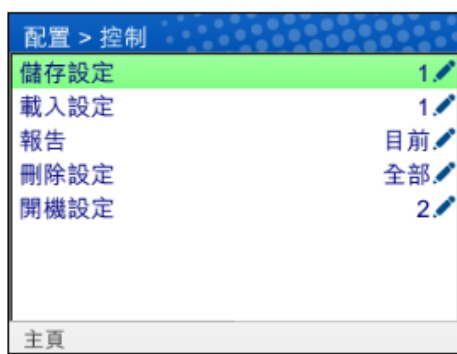 配置 > 控制
儲存設定 1
載入設定 1
報告 目前
刪除設定 全部
開機設定 2
主頁